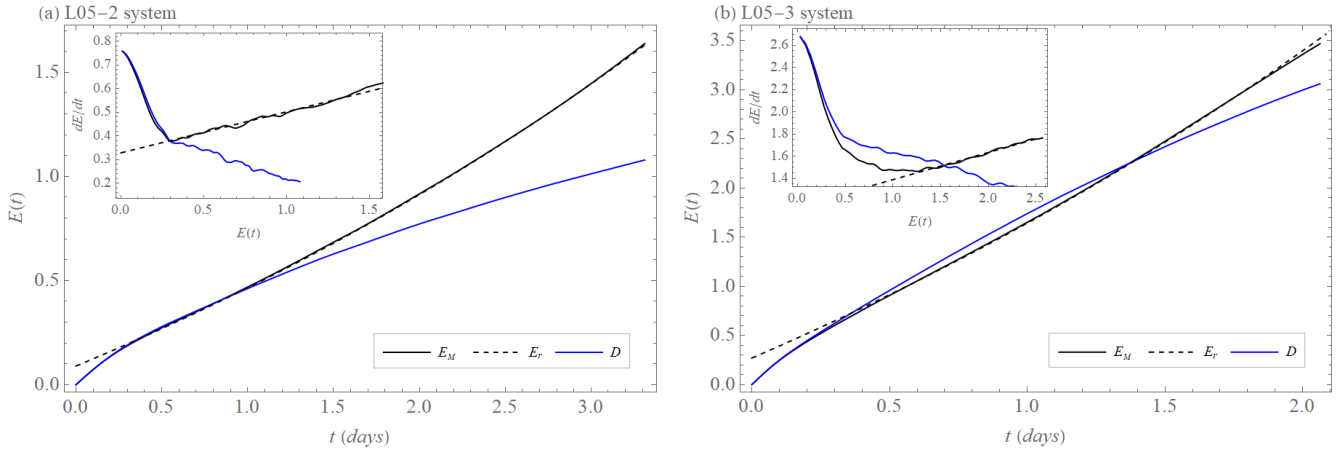 (a) L05−2 system
E(t)
1.5
1.0
0.5
0.0
0.0 0.5 1.0 1.5 2.0 2.5 3.0
t (days)
dE/dt
0.8
0.7
0.6
0.5
0.4
0.3
0.2
0.0 0.5 1.0 1.5
E(t)
E_M E_r D
(b) L05−3 system
E(t)
3.5
3.0
2.5
2.0
1.5
1.0
0.5
0.0
0.0 0.5 1.0 1.5 2.0
t (days)
dE/dt
2.6
2.4
2.2
2.0
1.8
1.6
1.4
0.0 0.5 1.0 1.5 2.0 2.5
E(t)
E_M E_r D